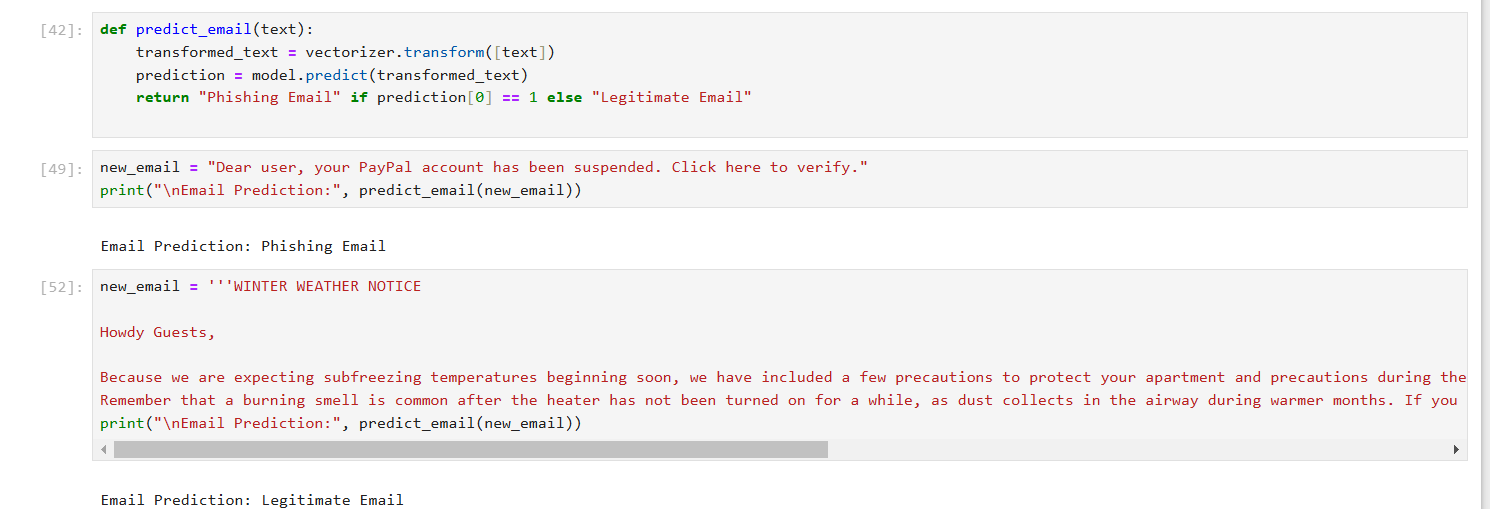 [42]: def predict_email(text):
transformed_text = vectorizer.transform([text])
prediction = model.predict(transformed_text)
return "Phishing Email" if prediction[0] == 1 else "Legitimate Email"
[49]: new_email = "Dear user, your PayPal account has been suspended. Click here to verify."
print("\nEmail Prediction:", predict_email(new_email))
Email Prediction: Phishing Email
[52]: new_email = '''WINTER WEATHER NOTICE
Howdy Guests,
Because we are expecting subfreezing temperatures beginning soon, we have included a few precautions to protect your apartment and precautions during the
Remember that a burning smell is common after the heater has not been turned on for a while, as dust collects in the airway during warmer months. If you
print("\nEmail Prediction:", predict_email(new_email))
Email Prediction: Legitimate Email